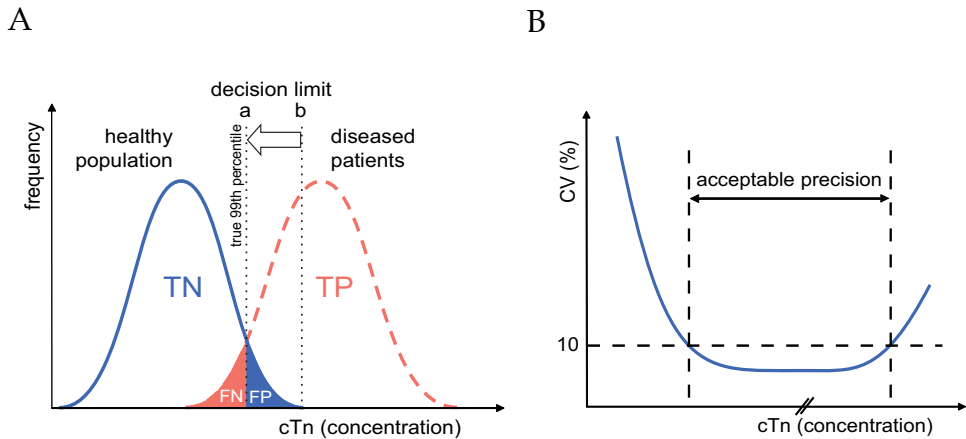 A
decision limit
a
b
healthy
population
true 99th percentile
diseased
patients
frequency
TN
TP
FN
FP
cTn (concentration)
B
CV (%)
acceptable precision
10
cTn (concentration)